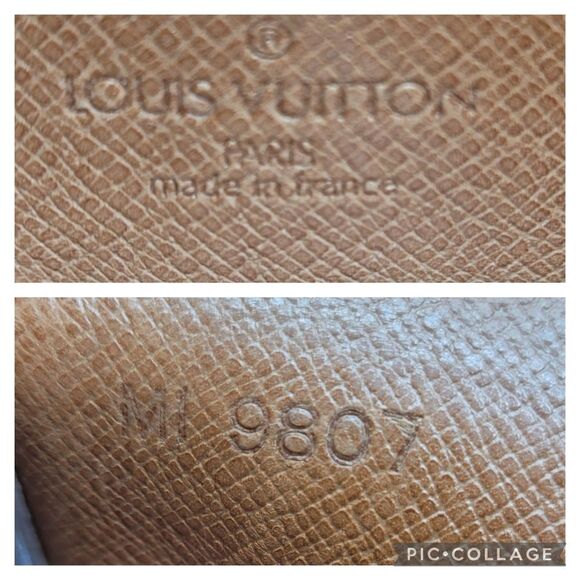 ®
LOUIS VUITTON
PARIS
made in france
MI 9807
PIC•COLLAGE